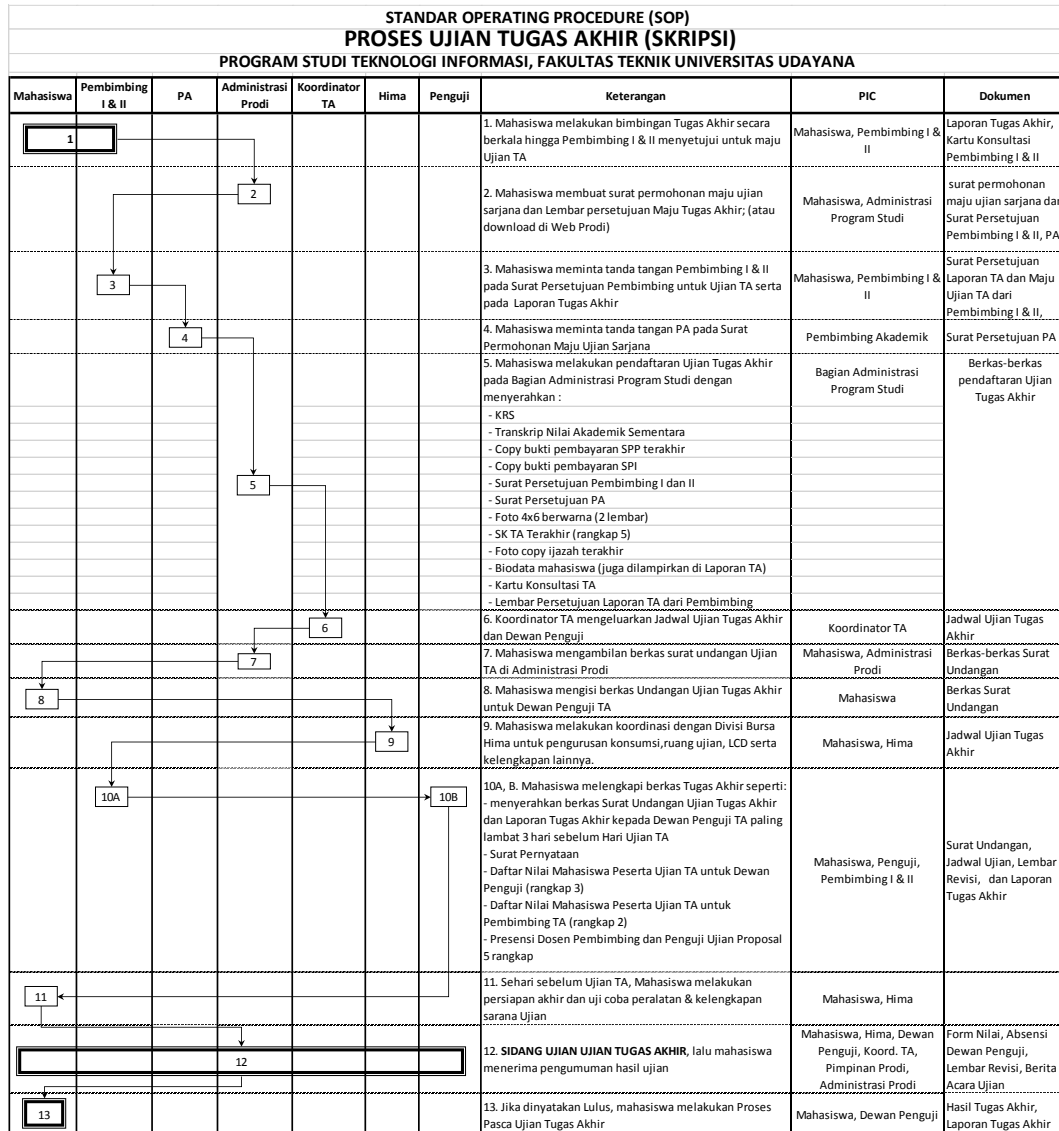 STANDAR OPERATING PROCEDURE (SOP)
PROSES UJIAN TUGAS AKHIR (SKRIPSI)
PROGRAM STUDI TEKNOLOGI INFORMASI, FAKULTAS TEKNIK UNIVERSITAS UDAYANA
Mahasiswa
Pembimbing
I & II
PA
Administrasi
Prodi
Koordinator
TA
Hima
Penguji
Keterangan
PIC
Dokumen
1
1. Mahasiswa melakukan bimbingan Tugas Akhir secara
berkala hingga Pembimbing I & II menyetujui untuk maju
Ujian TA
Mahasiswa, Pembimbing I &
II
Laporan Tugas Akhir,
Kartu Konsultasi
Pembimbing I & II
2
2. Mahasiswa membuat surat permohonan maju ujian
sarjana dan Lembar persetujuan Maju Tugas Akhir; (atau
download di Web Prodi)
Mahasiswa, Administrasi
Program Studi
surat permohonan
maju ujian sarjana dan
Surat Persetujuan
Pembimbing I & II, PA
3
3. Mahasiswa meminta tanda tangan Pembimbing I & II
pada Surat Persetujuan Pembimbing untuk Ujian TA serta
pada Laporan Tugas Akhir
Mahasiswa, Pembimbing I &
II
Surat Persetujuan
Laporan TA dan Maju
Ujian TA dari
Pembimbing I & II,
4
4. Mahasiswa meminta tanda tangan PA pada Surat
Permohonan Maju Ujian Sarjana
Pembimbing Akademik
Surat Persetujuan PA
5
5. Mahasiswa melakukan pendaftaran Ujian Tugas Akhir
pada Bagian Administrasi Program Studi dengan
menyerahkan :
- KRS
- Transkrip Nilai Akademik Sementara
- Copy bukti pembayaran SPP terakhir
- Copy bukti pembayaran SPI
- Surat Persetujuan Pembimbing I dan II
- Surat Persetujuan PA
- Foto 4x6 berwarna (2 lembar)
- SK TA Terakhir (rangkap 5)
- Foto copy ijazah terakhir
- Biodata mahasiswa (juga dilampirkan di Laporan TA)
- Kartu Konsultasi TA
- Lembar Persetujuan Laporan TA dari Pembimbing
Bagian Administrasi
Program Studi
Berkas-berkas
pendaftaran Ujian
Tugas Akhir
6
6. Koordinator TA mengeluarkan Jadwal Ujian Tugas Akhir
dan Dewan Penguji
Koordinator TA
Jadwal Ujian Tugas
Akhir
7
7. Mahasiswa mengambilan berkas surat undangan Ujian
TA di Administrasi Prodi
Mahasiswa, Administrasi
Prodi
Berkas-berkas Surat
Undangan
8
8. Mahasiswa mengisi berkas Undangan Ujian Tugas Akhir
untuk Dewan Penguji TA
Mahasiswa
Berkas Surat
Undangan
9
9. Mahasiswa melakukan koordinasi dengan Divisi Bursa
Hima untuk pengurusan konsumsi,ruang ujian, LCD serta
kelengkapan lainnya.
Mahasiswa, Hima
Jadwal Ujian Tugas
Akhir
10A
10B
10A, B. Mahasiswa melengkapi berkas Tugas Akhir seperti:
- menyerahkan berkas Surat Undangan Ujian Tugas Akhir
dan Laporan Tugas Akhir kepada Dewan Penguji TA paling
lambat 3 hari sebelum Hari Ujian TA
- Surat Pernyataan
- Daftar Nilai Mahasiswa Peserta Ujian TA untuk Dewan
Penguji (rangkap 3)
- Daftar Nilai Mahasiswa Peserta Ujian TA untuk
Pembimbing TA (rangkap 2)
- Presensi Dosen Pembimbing dan Penguji Ujian Proposal
5 rangkap
Mahasiswa, Penguji,
Pembimbing I & II
Surat Undangan,
Jadwal Ujian, Lembar
Revisi, dan Laporan
Tugas Akhir
11
11. Sehari sebelum Ujian TA, Mahasiswa melakukan
persiapan akhir dan uji coba peralatan & kelengkapan
sarana Ujian
Mahasiswa, Hima
12
12. SIDANG UJIAN UJIAN TUGAS AKHIR, lalu mahasiswa
menerima pengumuman hasil ujian
Mahasiswa, Hima, Dewan
Penguji, Koord. TA,
Pimpinan Prodi,
Administrasi Prodi
Form Nilai, Absensi
Dewan Penguji,
Lembar Revisi, Berita
Acara Ujian
13
13. Jika dinyatakan Lulus, mahasiswa melakukan Proses
Pasca Ujian Tugas Akhir
Mahasiswa, Dewan Penguji
Hasil Tugas Akhir,
Laporan Tugas Akhir